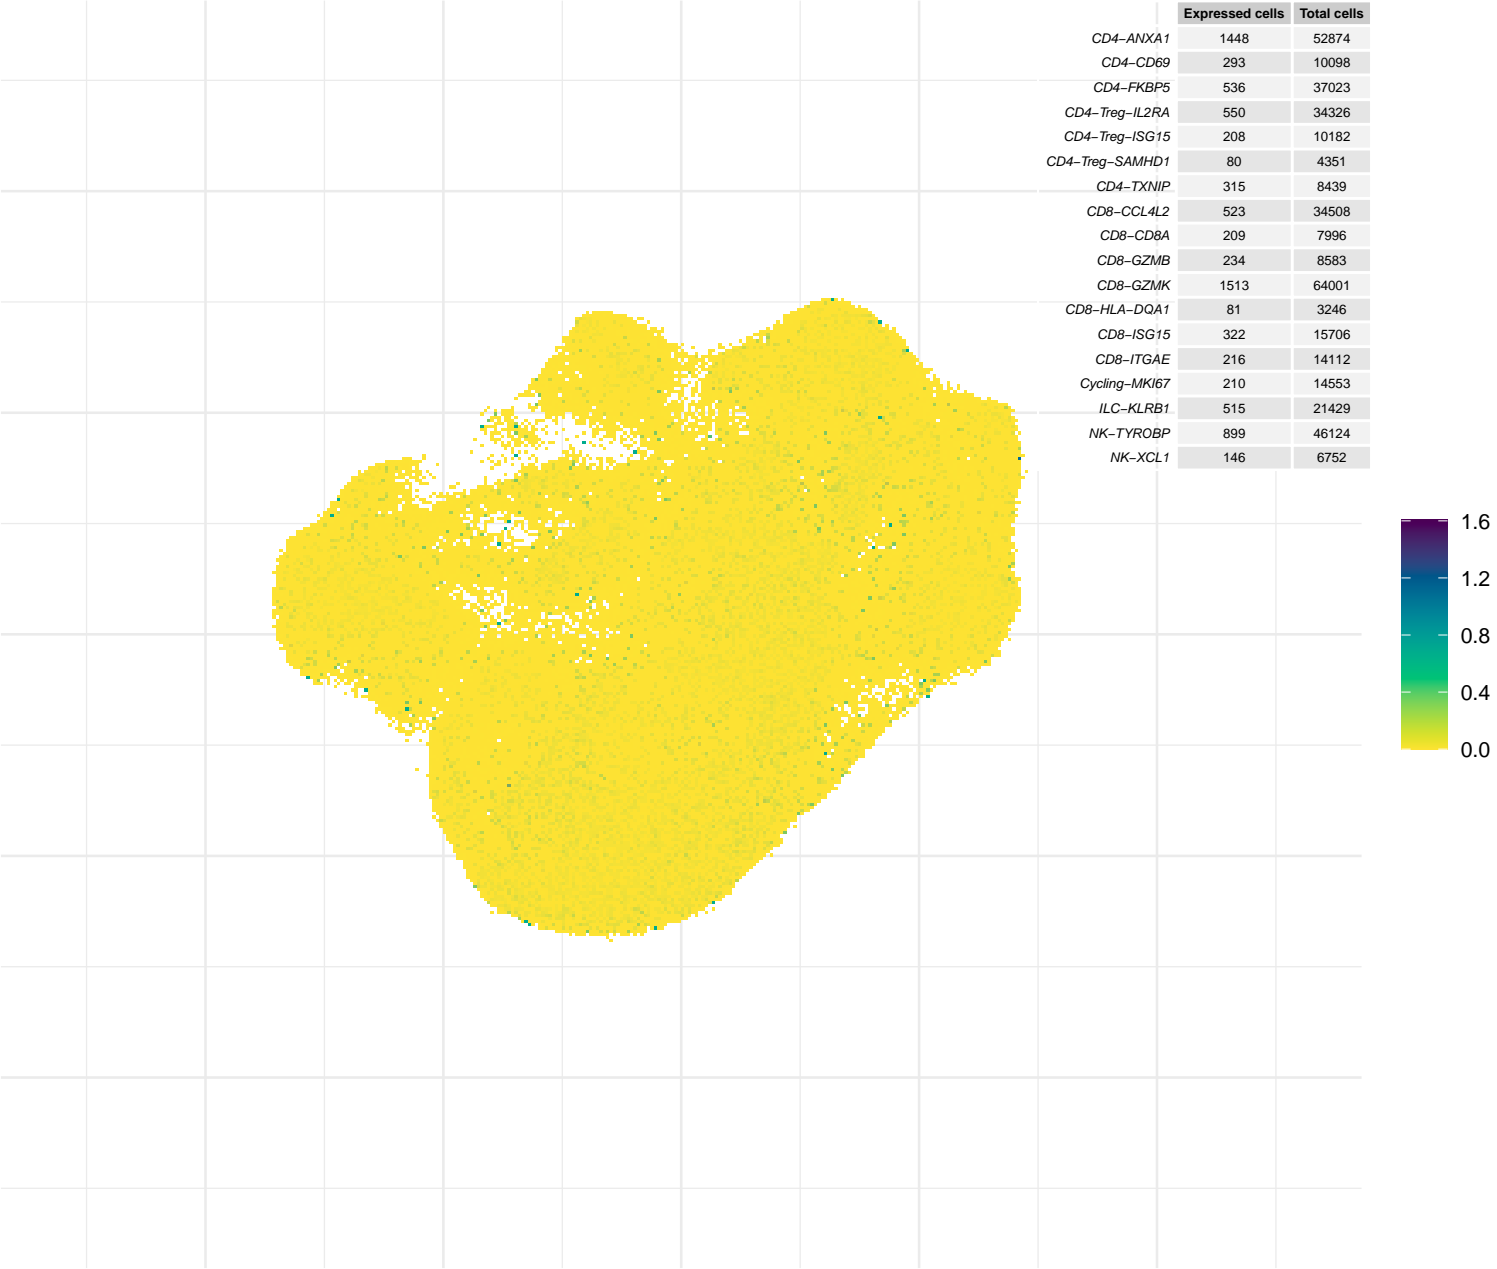 Expressed cells Total cells
CD4−ANXA1 1448 52874
CD4−CD69 293 10098
CD4−FKBP5 536 37023
CD4−Treg−IL2RA 550 34326
CD4−Treg−ISG15 208 10182
CD4−Treg−SAMHD1 80 4351
CD4−TXNIP 315 8439
CD8−CCL4L2 523 34508
CD8−CD8A 209 7996
CD8−GZMB 234 8583
CD8−GZMK 1513 64001
CD8−HLA−DQA1 81 3246
CD8−ISG15 322 15706
CD8−ITGAE 216 14112
Cycling−MKI67 210 14553
ILC−KLRB1 515 21429
NK−TYROBP 899 46124
NK−XCL1 146 6752
1.6
1.2
0.8
0.4
0.0